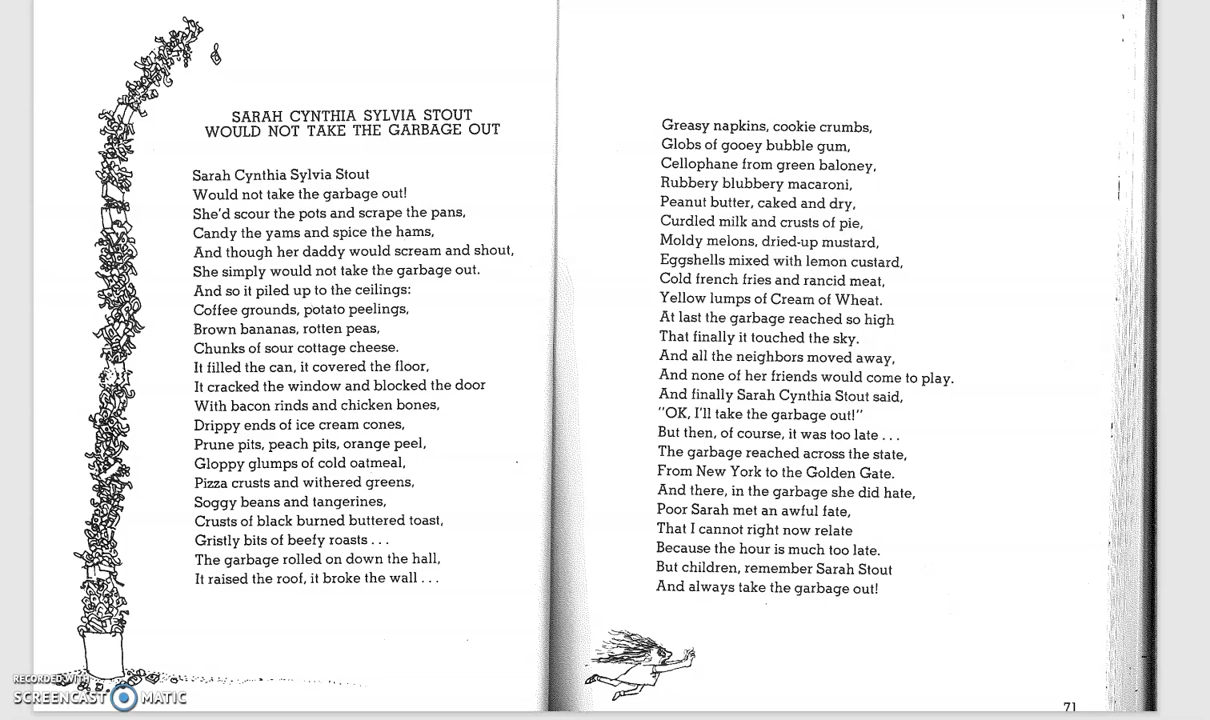 SARAH CYNTHIA SYLVIA STOUT
WOULD NOT TAKE THE GARBAGE OUT
Sarah Cynthia Sylvia Stout
Would not take the garbage out!
She'd scour the pots and scrape the pans,
Candy the yams and spice the hams,
And though her daddy would scream and shout,
She simply would not take the garbage out.
And so it piled up to the ceilings:
Coffee grounds, potato peelings,
Brown bananas, rotten peas,
Chunks of sour cottage cheese.
It filled the can, it covered the floor,
It cracked the window and blocked the door
With bacon rinds and chicken bones,
Drippy ends of ice cream cones,
Prune pits, peach pits, orange peel,
Gloppy glumps of cold oatmeal,
Pizza crusts and withered greens,
Soggy beans and tangerines,
Crusts of black burned buttered toast,
Gristly bits of beefy roasts . . .
The garbage rolled on down the hall,
It raised the roof, it broke the wall . . .
Greasy napkins, cookie crumbs,
Globs of gooey bubble gum,
Cellophane from green baloney,
Rubbery blubbery macaroni,
Peanut butter, caked and dry,
Curdled milk and crusts of pie,
Moldy melons, dried-up mustard,
Eggshells mixed with lemon custard,
Cold french fries and rancid meat,
Yellow lumps of Cream of Wheat.
At last the garbage reached so high
That finally it touched the sky.
And all the neighbors moved away,
And none of her friends would come to play.
And finally Sarah Cynthia Stout said,
"OK, I'll take the garbage out!"
But then, of course, it was too late . . .
The garbage reached across the state,
From New York to the Golden Gate.
And there, in the garbage she did hate,
Poor Sarah met an awful fate,
That I cannot right now relate
Because the hour is much too late.
But children, remember Sarah Stout
And always take the garbage out!
71
RECORDED WITH
SCREENCAST MATIC